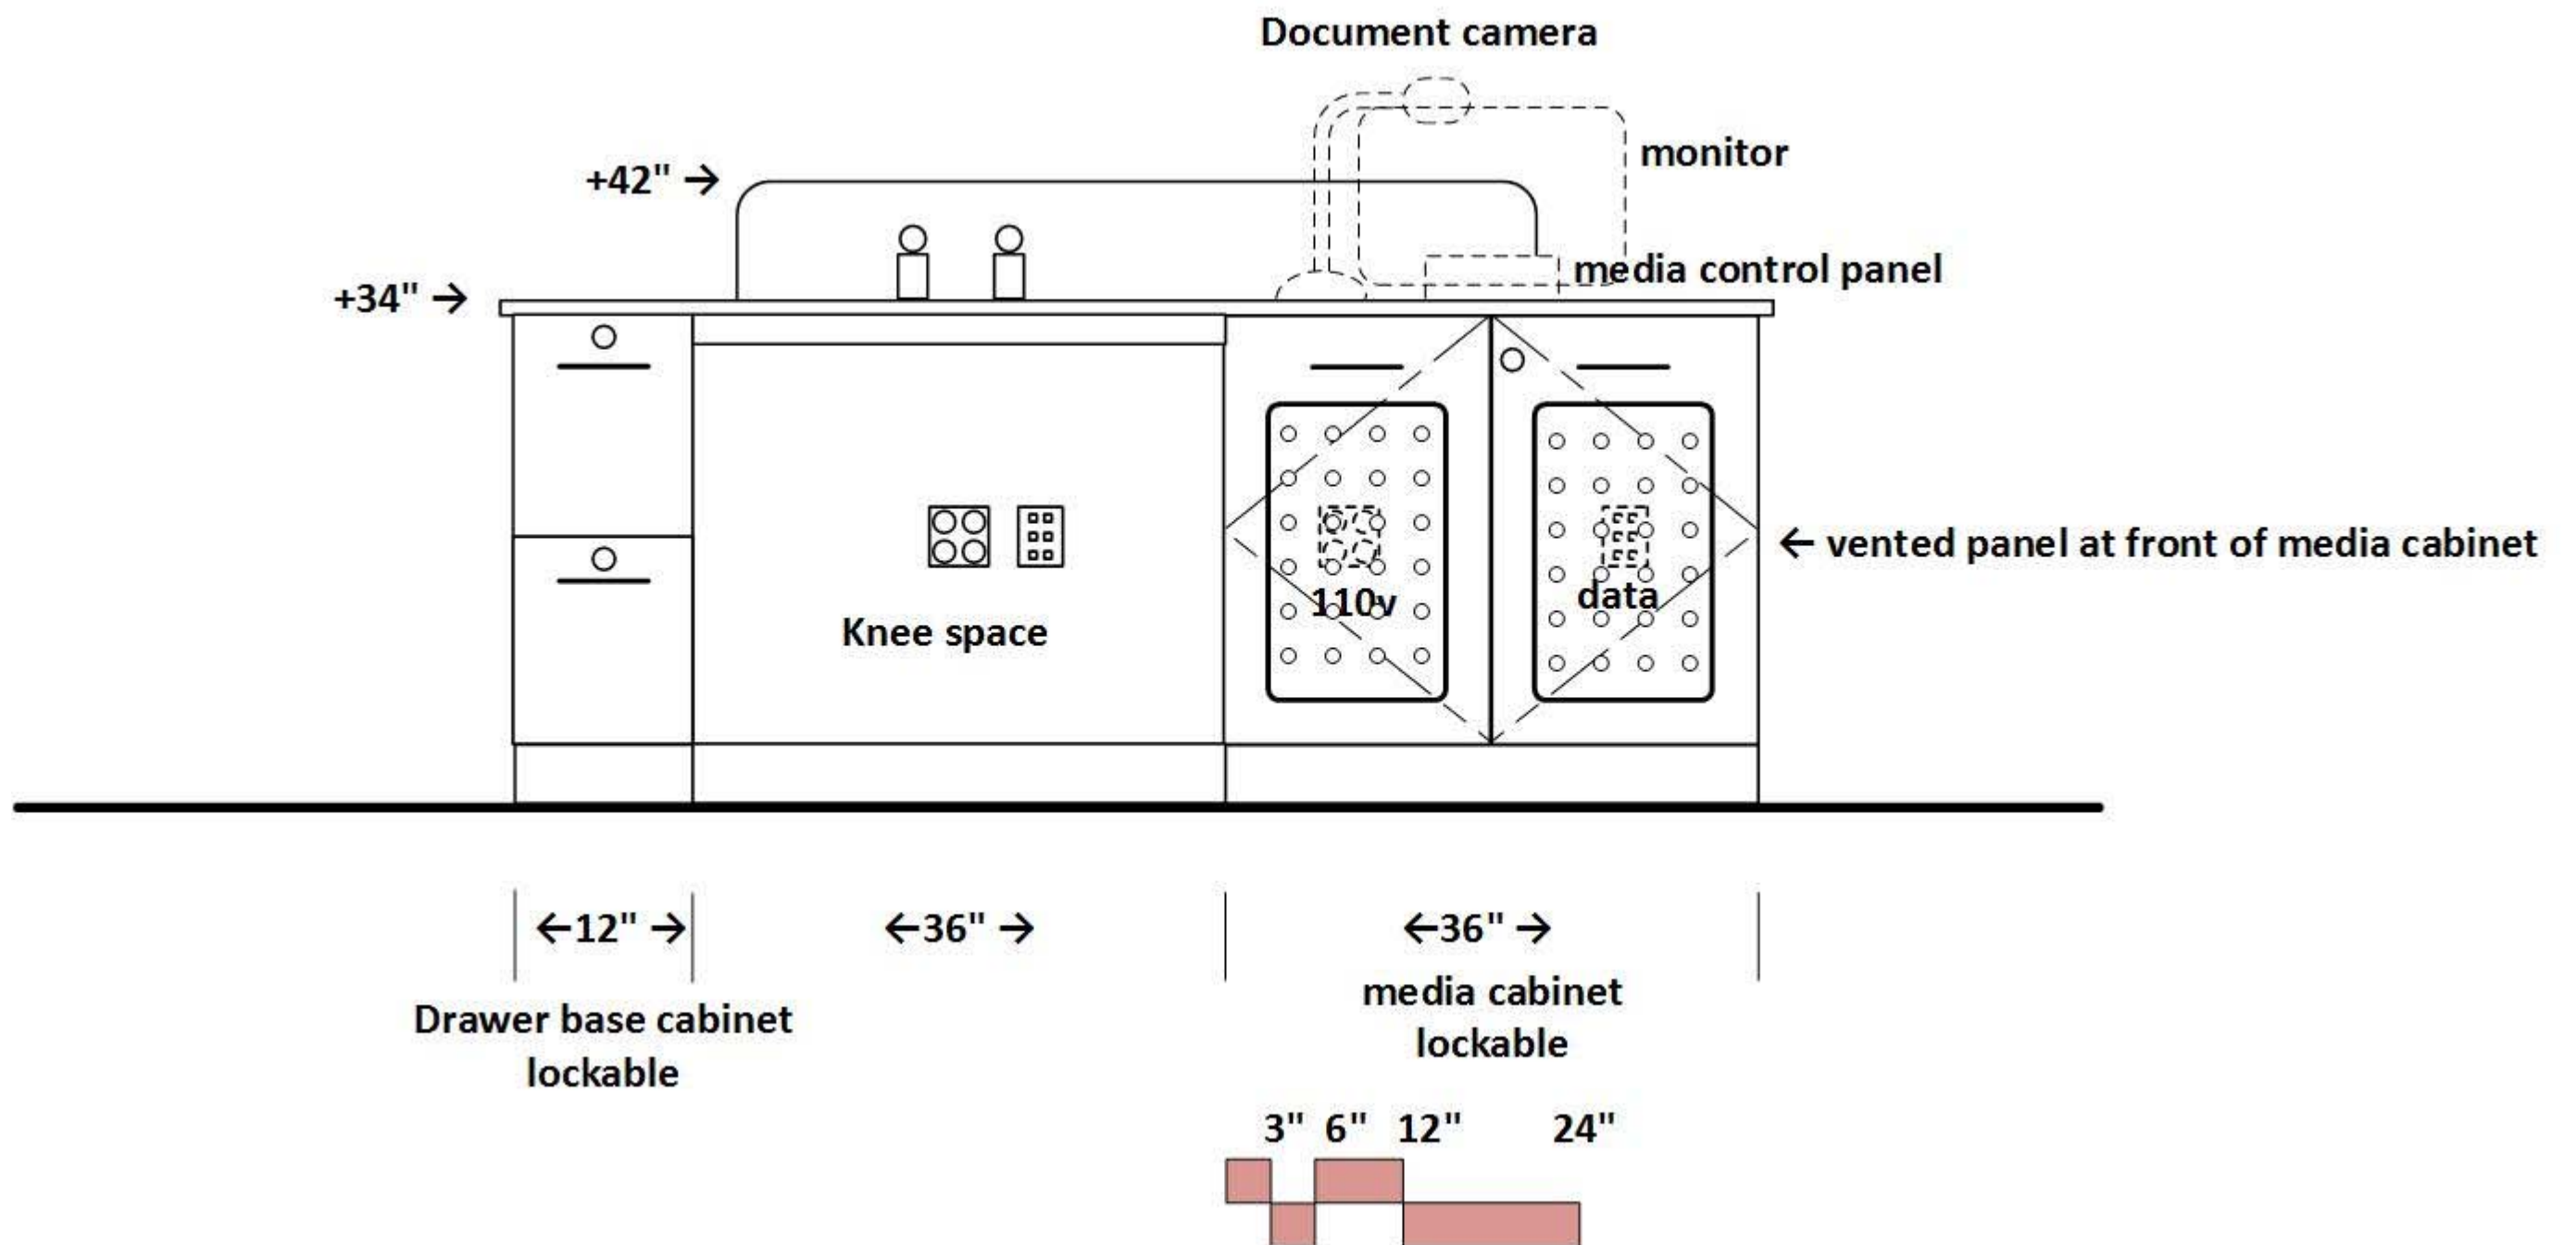 Document camera
monitor
+42" →
media control panel
+34" →
← vented panel at front of media cabinet
110v
data
Knee space
←12" →
←36" →
←36" →
media cabinet
lockable
Drawer base cabinet
lockable
3" 6" 12" 24"